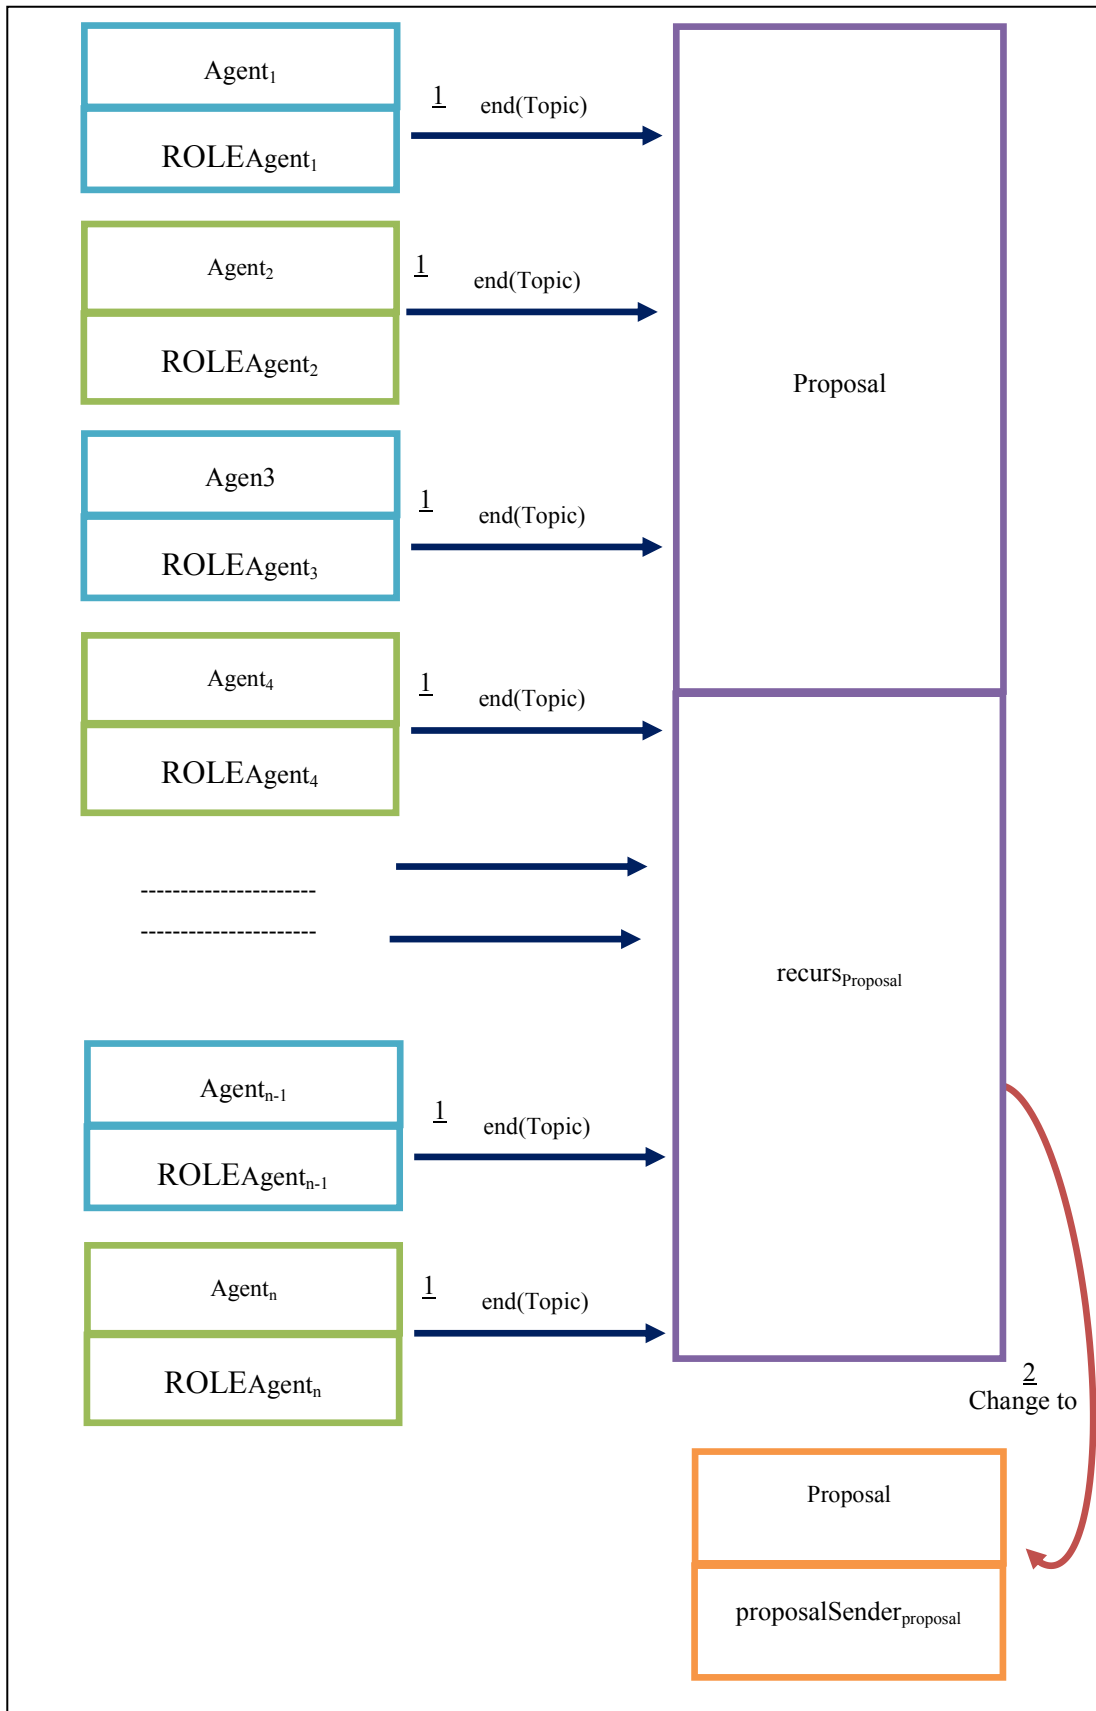 Agent1
ROLEAgent1
1
end(Topic)
Agent2
ROLEAgent2
1
end(Topic)
Proposal
Agen3
ROLEAgent3
1
end(Topic)
Agent4
ROLEAgent4
1
end(Topic)
----------------------
----------------------
recursProposal
Agentn-1
ROLEAgentn-1
1
end(Topic)
Agentn
ROLEAgentn
1
end(Topic)
2
Change to
Proposal
proposalSenderproposal